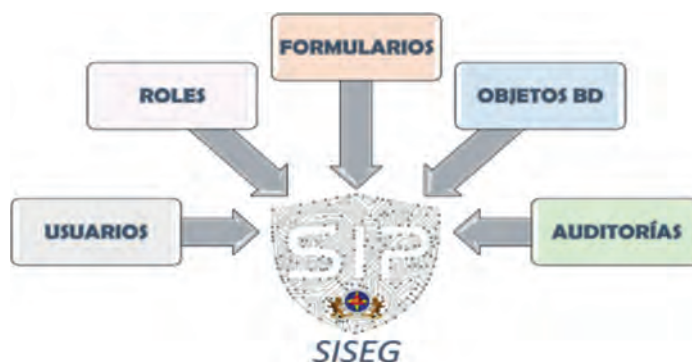 FORMULARIOS
ROLES
OBJETOS BD
USUARIOS
AUDITORÍAS
SIP
SISEG